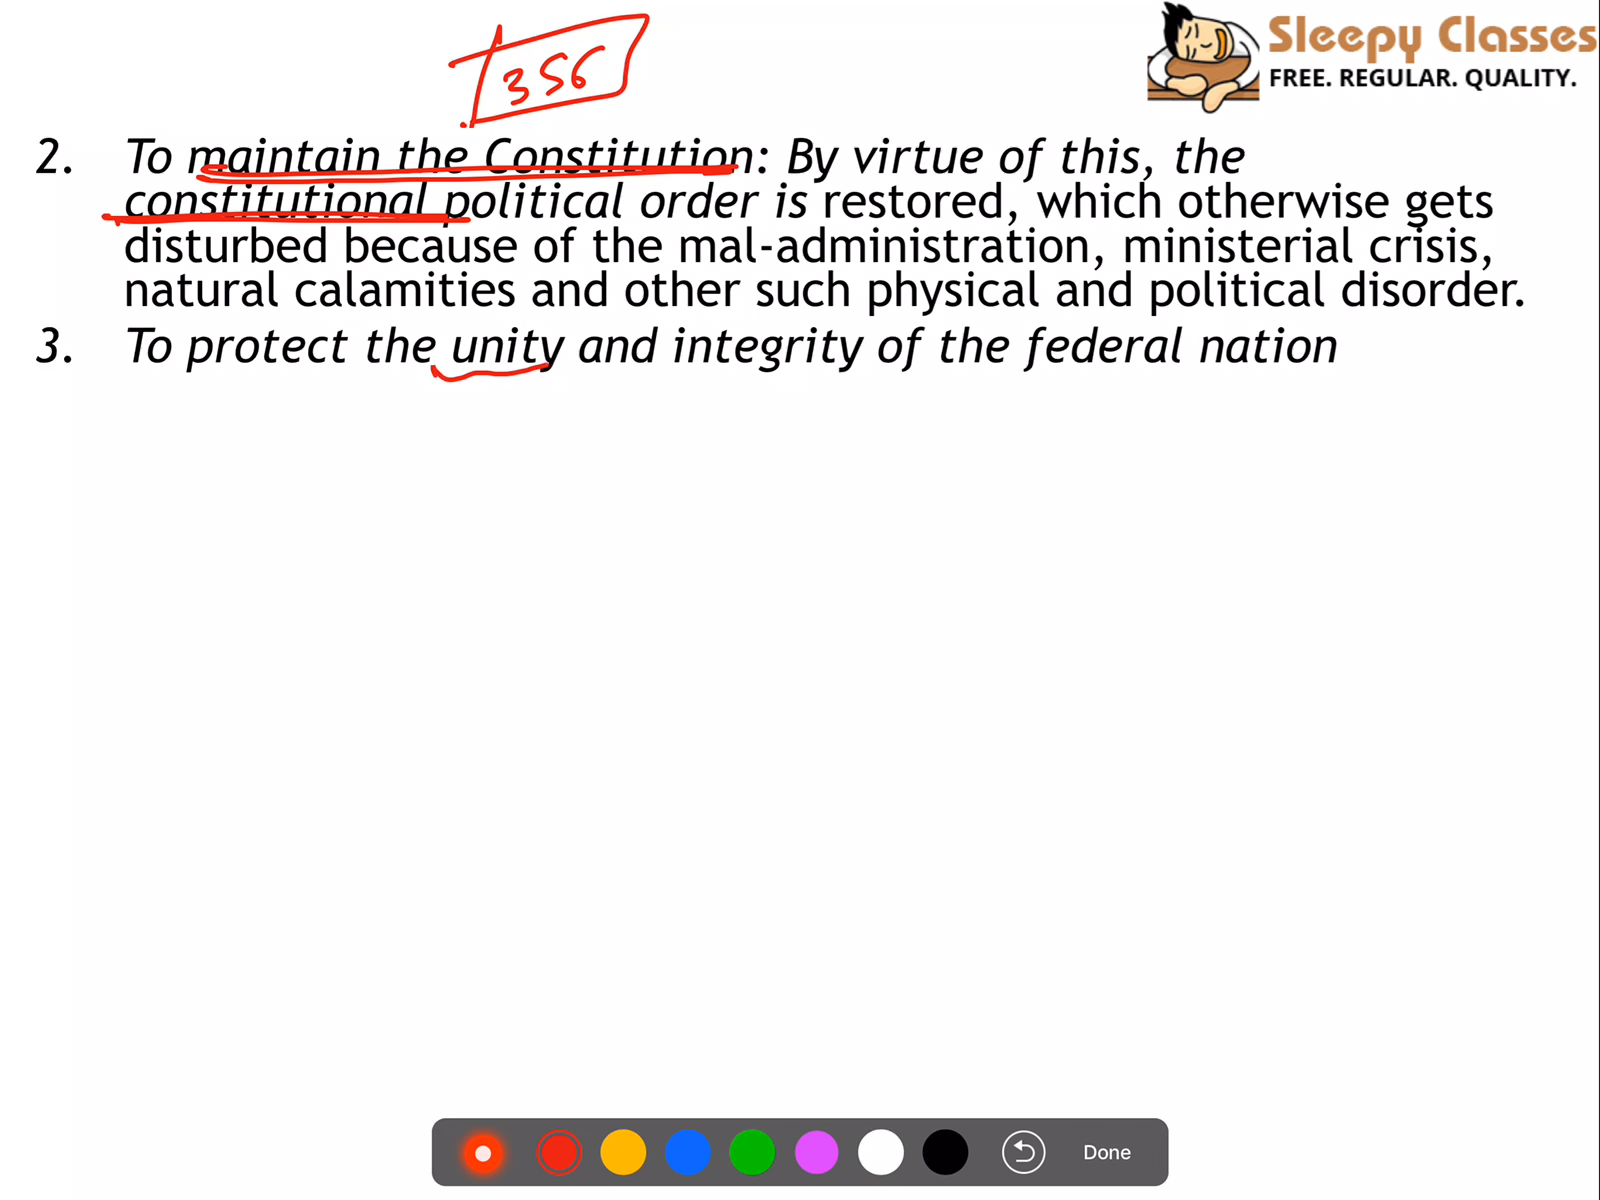 356
Sleepy Classes
FREE. REGULAR. QUALITY.
2. To maintain the Constitution: By virtue of this, the
constitutional political order is restored, which otherwise gets
disturbed because of the mal-administration, ministerial crisis,
natural calamities and other such physical and political disorder.
3. To protect the unity and integrity of the federal nation
Done